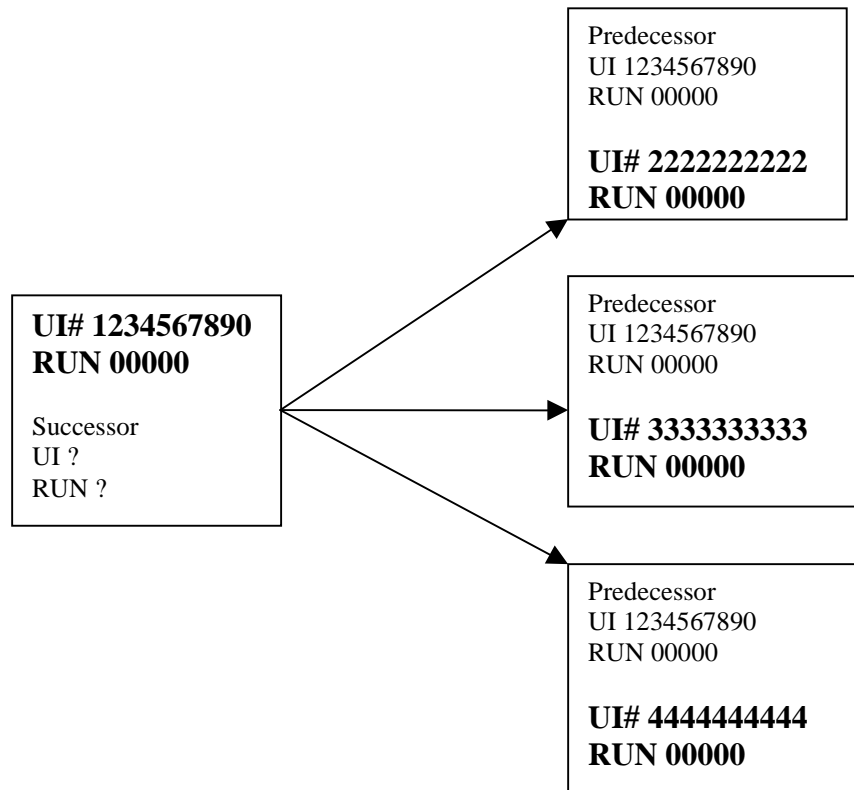 UI# 1234567890
RUN 00000
Successor
UI ?
RUN ?
Predecessor
UI 1234567890
RUN 00000
UI# 2222222222
RUN 00000
Predecessor
UI 1234567890
RUN 00000
UI# 3333333333
RUN 00000
Predecessor
UI 1234567890
RUN 00000
UI# 4444444444
RUN 00000